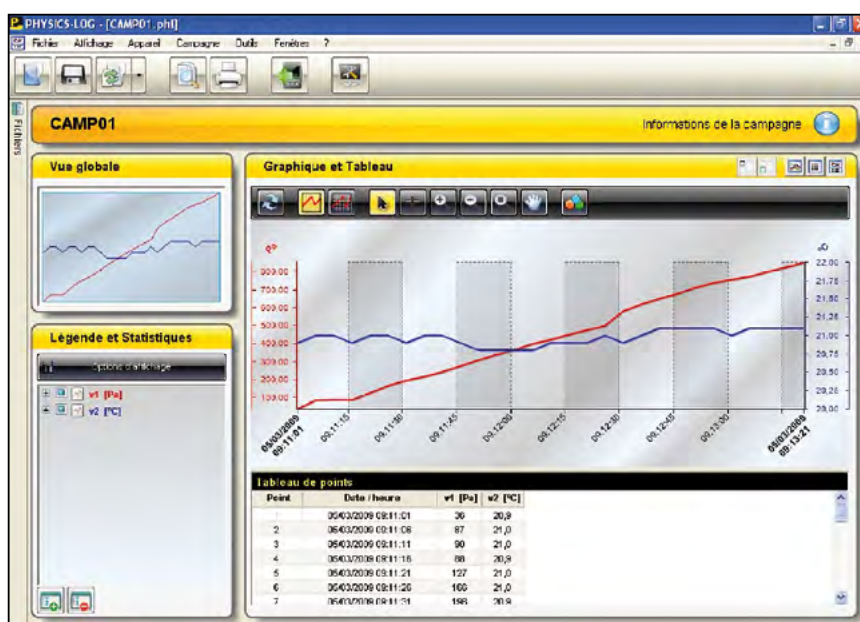 PHYSICS-LOG - [CAMP01.phl]
Fichier Affichage Appareil Campagne Outils Fenêtres ?
Fichiers
CAMP01
Informations de la campagne
Vue globale
Graphique et Tableau
Légende et Statistiques
Options d'affichage
v1 [Pa]
v2 [°C]
800,00
700,00
600,00
500,00
400,00
300,00
200,00
100,00
22,00
21,75
21,50
21,25
21,00
20,75
20,50
20,25
20,00
05/03/2009 09:11:01
09:11:15
09:11:30
09:11:45
09:12:00
09:12:15
09:12:30
09:12:45
09:13:00
05/03/2009 09:13:21
Tableau de points
Point Date / heure v1 [Pa] v2 [°C]
1 05/03/2009 09:11:01 36 20,9
2 05/03/2009 09:11:06 87 21,0
3 05/03/2009 09:11:11 90 21,0
4 05/03/2009 09:11:16 88 20,9
5 05/03/2009 09:11:21 127 21,0
6 05/03/2009 09:11:26 166 21,0
7 05/03/2009 09:11:31 196 20,9